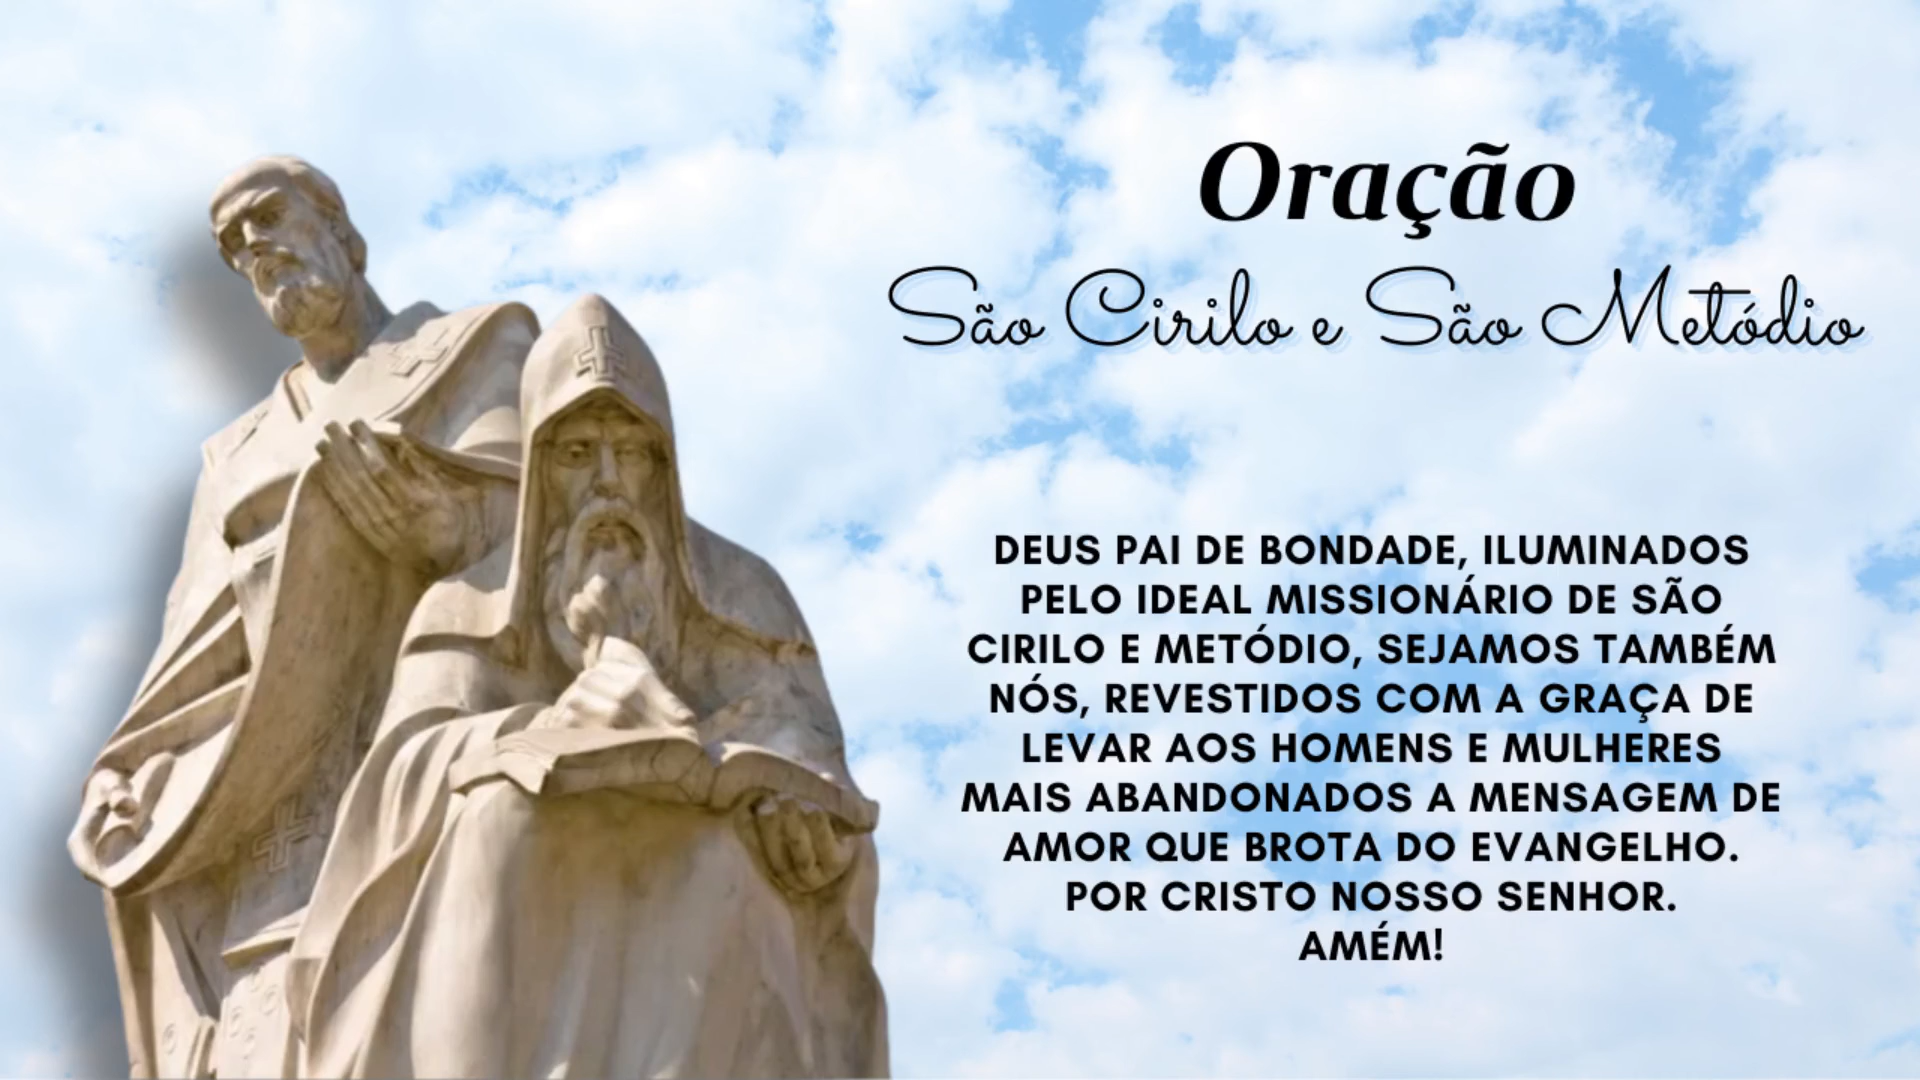 Oração
São Cirilo e São Metódio
DEUS PAI DE BONDADE, ILUMINADOS
PELO IDEAL MISSIONÁRIO DE SÃO
CIRILO E METÓDIO, SEJAMOS TAMBÉM
NÓS, REVESTIDOS COM A GRAÇA DE
LEVAR AOS HOMENS E MULHERES
MAIS ABANDONADOS A MENSAGEM DE
AMOR QUE BROTA DO EVANGELHO.
POR CRISTO NOSSO SENHOR.
AMÉM!